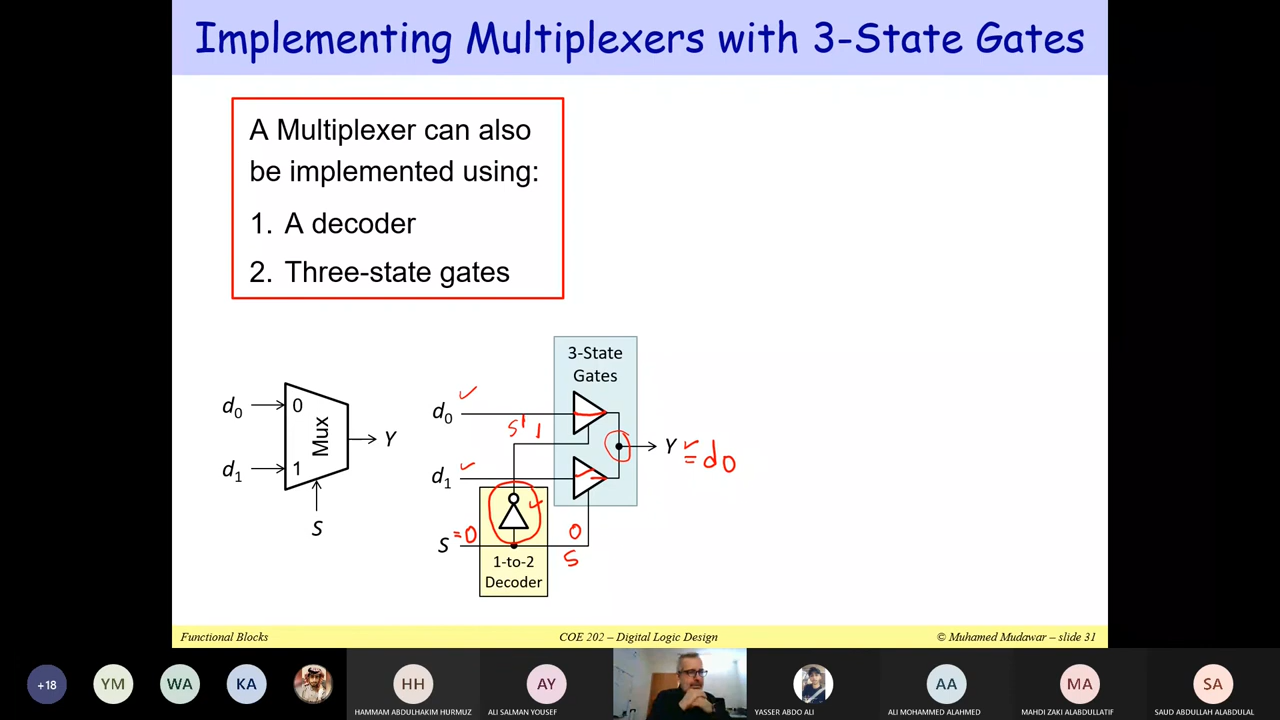 Implementing Multiplexers with 3-State Gates
A Multiplexer can also
be implemented using:
1. A decoder
2. Three-state gates
3-State
Gates
d0
0
Mux
Y
d1
1
S
d0 ✓
S' 1
Y ✓ = d0
d1 ✓
✓
S = 0
0
S
1-to-2
Decoder
Functional Blocks
COE 202 – Digital Logic Design
© Muhamed Mudawar – slide 31
+18
YM
WA
KA
HH
AY
AA
MA
SA
HAMMAM ABDULHAKIM HURMUZ
ALI SALMAN YOUSEF
YASSER ABDO ALI
ALI MOHAMMED ALAHMED
MAHDI ZAKI ALABDULLATIF
SAUD ABDULLAH ALABDULAL